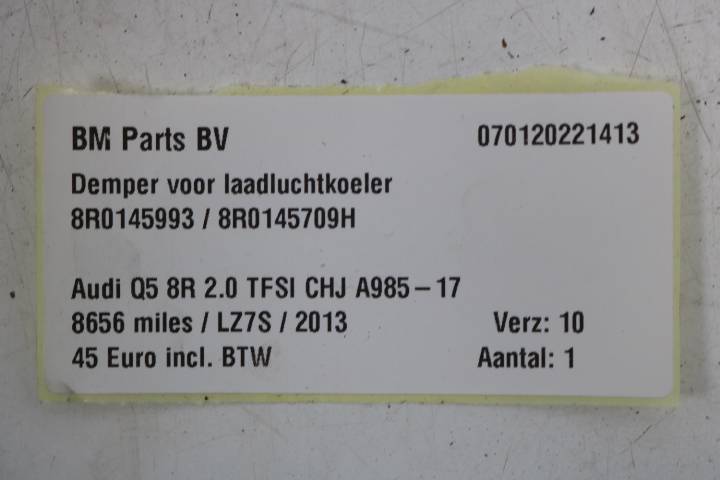 BM Parts BV 070120221413
Demper voor laadluchtkoeler
8R0145993 / 8R0145709H
Audi Q5 8R 2.0 TFSI CHJ A985-17
8656 miles / LZ7S / 2013 Verz: 10
45 Euro incl. BTW Aantal: 1